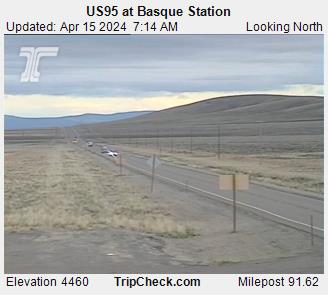 US95 at Basque Station
Updated: Apr 15 2024 7:14 AM Looking North
Elevation 4460 TripCheck.com Milepost 91.62